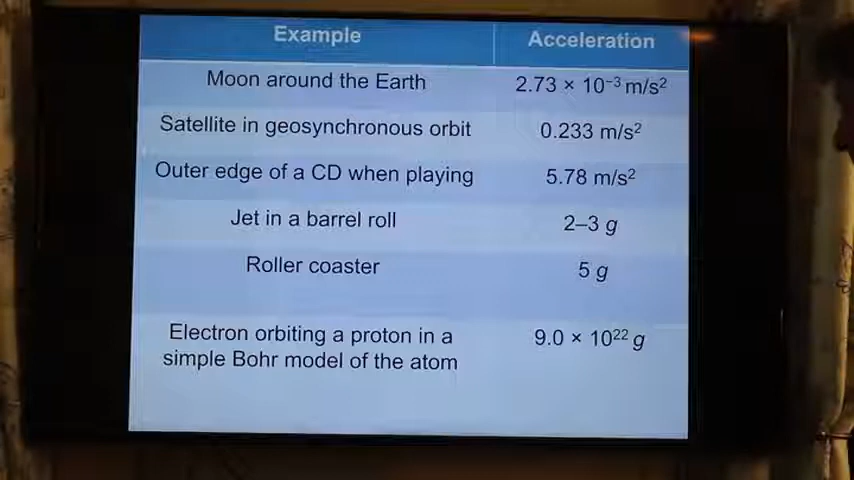 Example Acceleration
Moon around the Earth 2.73 × 10⁻³ m/s²
Satellite in geosynchronous orbit 0.233 m/s²
Outer edge of a CD when playing 5.78 m/s²
Jet in a barrel roll 2–3 g
Roller coaster 5 g
Electron orbiting a proton in a 9.0 × 10²² g
simple Bohr model of the atom